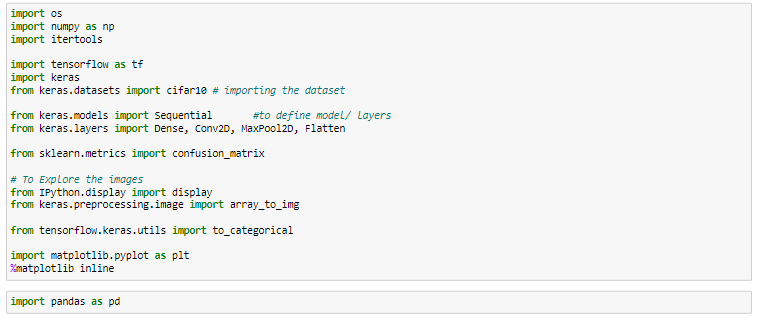 import os
import numpy as np
import itertools
import tensorflow as tf
import keras
from keras.datasets import cifar10 # importing the dataset
from keras.models import Sequential #to define model/ layers
from keras.layers import Dense, Conv2D, MaxPool2D, Flatten
from sklearn.metrics import confusion_matrix
# To Explore the images
from IPython.display import display
from keras.preprocessing.image import array_to_img
from tensorflow.keras.utils import to_categorical
import matplotlib.pyplot as plt
%matplotlib inline
import pandas as pd